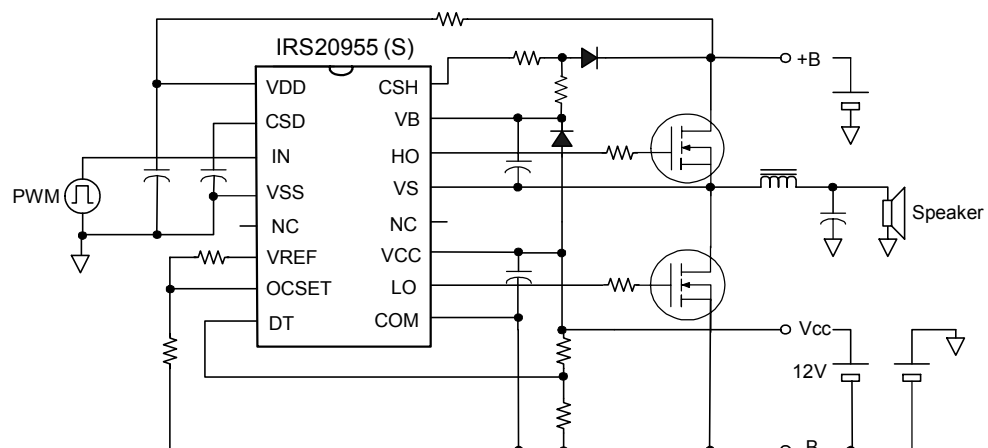 IRS20955 (S)
VDD
CSD
IN
VSS
NC
VREF
OCSET
DT
CSH
VB
HO
VS
NC
VCC
LO
COM
PWM
+B
Speaker
Vcc
12V
-B